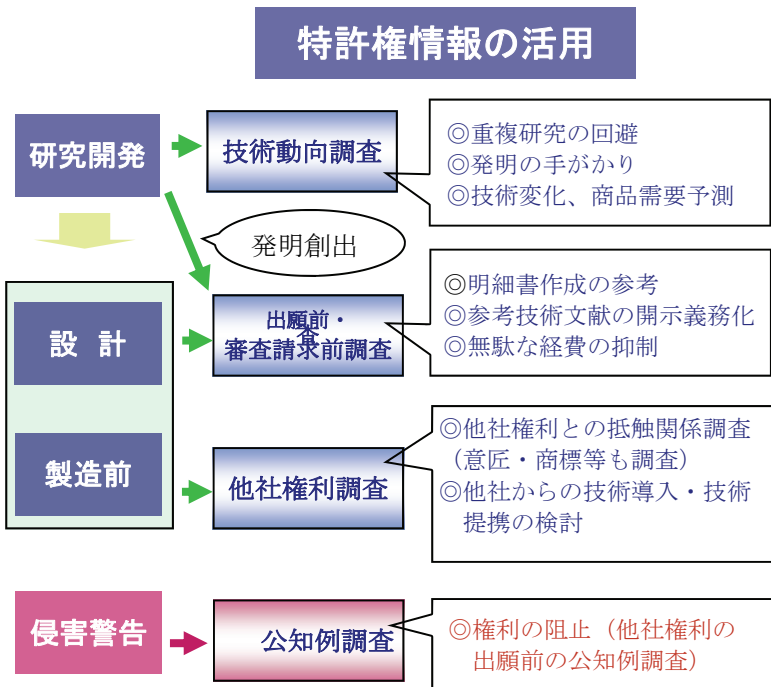 特許権情報の活用
研究開発
技術動向調査
◎重複研究の回避
◎発明の手がかり
◎技術変化、商品需要予測
発明創出
設 計
出願前・
査
審査請求前調査
◎明細書作成の参考
◎参考技術文献の開示義務化
◎無駄な経費の抑制
製造前
他社権利調査
◎他社権利との抵触関係調査
（意匠・商標等も調査）
◎他社からの技術導入・技術
提携の検討
侵害警告
公知例調査
◎権利の阻止（他社権利の
出願前の公知例調査）